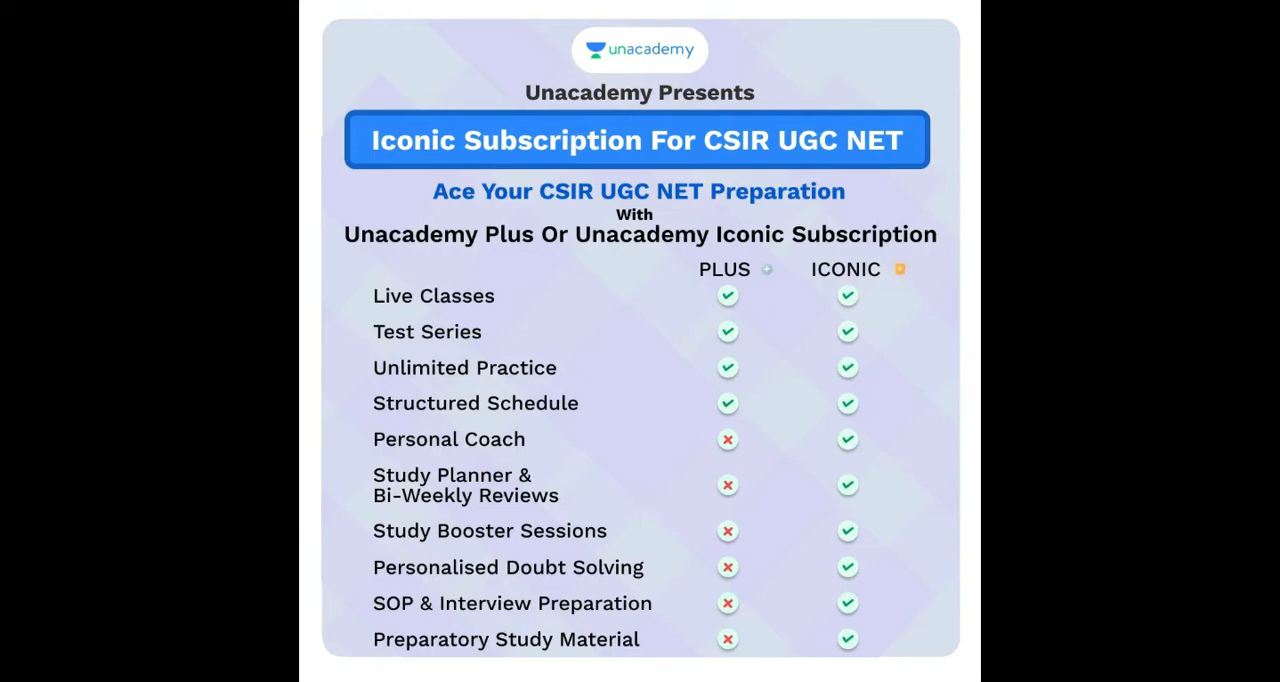 unacademy
Unacademy Presents
Iconic Subscription For CSIR UGC NET
Ace Your CSIR UGC NET Preparation
With
Unacademy Plus Or Unacademy Iconic Subscription
PLUS ICONIC
Live Classes
Test Series
Unlimited Practice
Structured Schedule
Personal Coach
Study Planner &
Bi-Weekly Reviews
Study Booster Sessions
Personalised Doubt Solving
SOP & Interview Preparation
Preparatory Study Material